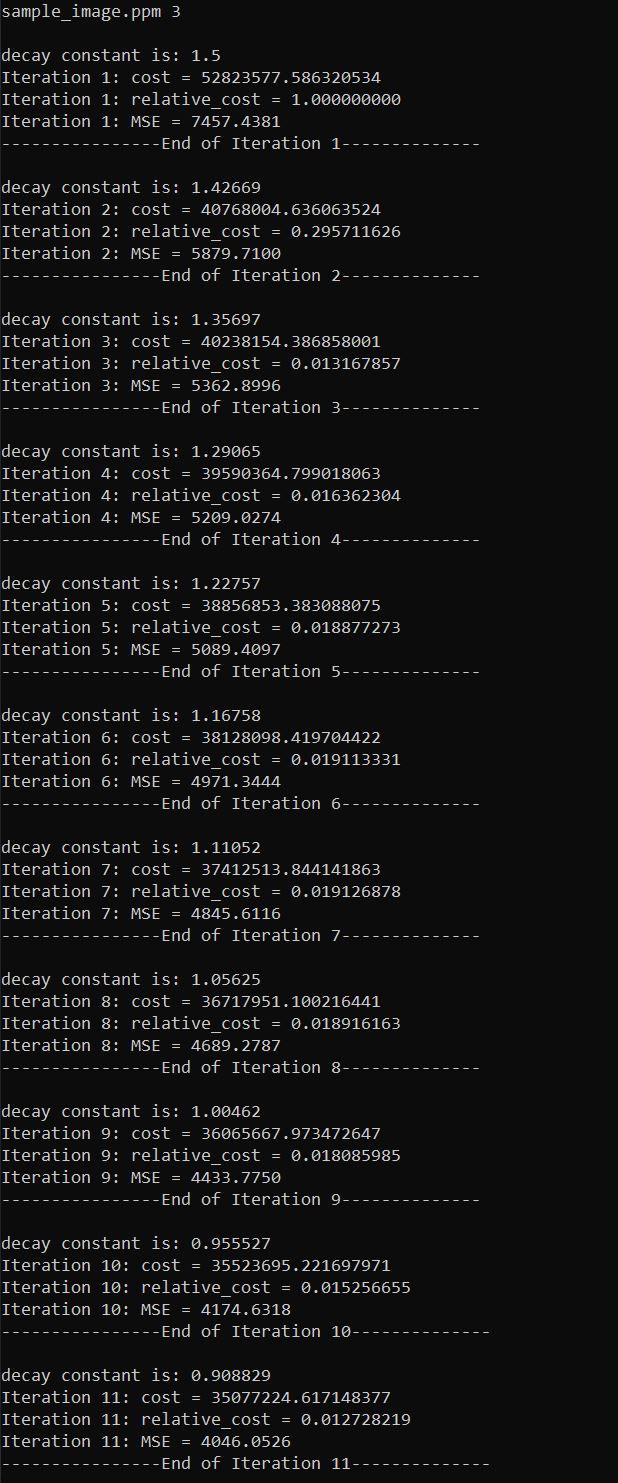 sample_image.ppm 3
decay constant is: 1.5
Iteration 1: cost = 52823577.586320534
Iteration 1: relative_cost = 1.000000000
Iteration 1: MSE = 7457.4381
----------------End of Iteration 1--------------
decay constant is: 1.42669
Iteration 2: cost = 40768004.636063524
Iteration 2: relative_cost = 0.295711626
Iteration 2: MSE = 5879.7100
----------------End of Iteration 2--------------
decay constant is: 1.35697
Iteration 3: cost = 40238154.386858001
Iteration 3: relative_cost = 0.013167857
Iteration 3: MSE = 5362.8996
----------------End of Iteration 3--------------
decay constant is: 1.29065
Iteration 4: cost = 39590364.799018063
Iteration 4: relative_cost = 0.016362304
Iteration 4: MSE = 5209.0274
----------------End of Iteration 4--------------
decay constant is: 1.22757
Iteration 5: cost = 38856853.383088075
Iteration 5: relative_cost = 0.018877273
Iteration 5: MSE = 5089.4097
----------------End of Iteration 5--------------
decay constant is: 1.16758
Iteration 6: cost = 38128098.419704422
Iteration 6: relative_cost = 0.019113331
Iteration 6: MSE = 4971.3444
----------------End of Iteration 6--------------
decay constant is: 1.11052
Iteration 7: cost = 37412513.844141863
Iteration 7: relative_cost = 0.019126878
Iteration 7: MSE = 4845.6116
----------------End of Iteration 7--------------
decay constant is: 1.05625
Iteration 8: cost = 36717951.100216441
Iteration 8: relative_cost = 0.018916163
Iteration 8: MSE = 4689.2787
----------------End of Iteration 8--------------
decay constant is: 1.00462
Iteration 9: cost = 36065667.973472647
Iteration 9: relative_cost = 0.018085985
Iteration 9: MSE = 4433.7750
----------------End of Iteration 9--------------
decay constant is: 0.955527
Iteration 10: cost = 35523695.221697971
Iteration 10: relative_cost = 0.015256655
Iteration 10: MSE = 4174.6318
----------------End of Iteration 10--------------
decay constant is: 0.908829
Iteration 11: cost = 35077224.617148377
Iteration 11: relative_cost = 0.012728219
Iteration 11: MSE = 4046.0526
----------------End of Iteration 11--------------